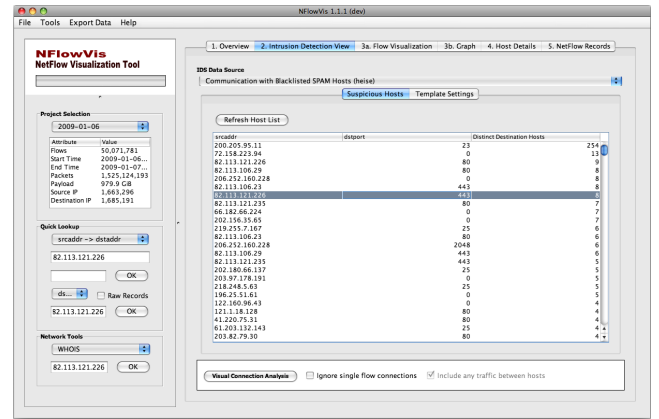 NFlowVis 1.1.1 (dev)
File Tools Export Data Help
NFlowVis
NetFlow Visualization Tool
Project Selection
2009-01-06
Attribute Value
Flows 50,071,781
Start Time 2009-01-06...
End Time 2009-01-07...
Packets 1,525,124,193
Payload 979.9 GiB
Source IP 1,663,296
Destination IP 1,685,191
Quick Lookup
srcaddr -> dstaddr
82.113.121.226
OK
ds... Raw Records
82.113.121.226 OK
Network Tools
WHOIS
82.113.121.226 OK
1. Overview 2. Intrusion Detection View 3a. Flow Visualization 3b. Graph 4. Host Details 5. NetFlow Records
IDS Data Source
Communication with Blacklisted SPAM Hosts (heise)
Suspicious Hosts Template Settings
Refresh Host List
srcaddr dstport Distinct Destination Hosts
200.205.95.11 23 254
72.158.223.94 0 13
82.113.121.226 80 9
82.113.106.29 80 8
206.252.160.228 0 8
82.113.106.23 443 8
82.113.121.226 443 8
82.113.121.235 80 7
66.182.66.224 0 7
202.156.35.65 0 7
219.255.7.167 25 6
82.113.106.23 80 6
206.252.160.228 2048 6
82.113.106.29 443 6
82.113.121.235 443 5
202.180.66.137 25 5
203.97.178.191 0 5
218.248.5.63 25 5
196.25.51.61 0 5
122.160.96.43 0 4
121.1.18.128 80 4
41.220.75.31 80 4
61.203.132.143 25 4
203.82.79.30 80 4
Visual Connection Analysis Ignore single flow connections Include any traffic between hosts